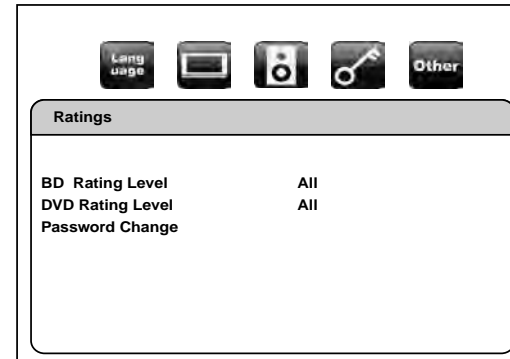 Lang
uage
Other
Ratings
BD Rating Level All
DVD Rating Level All
Password Change